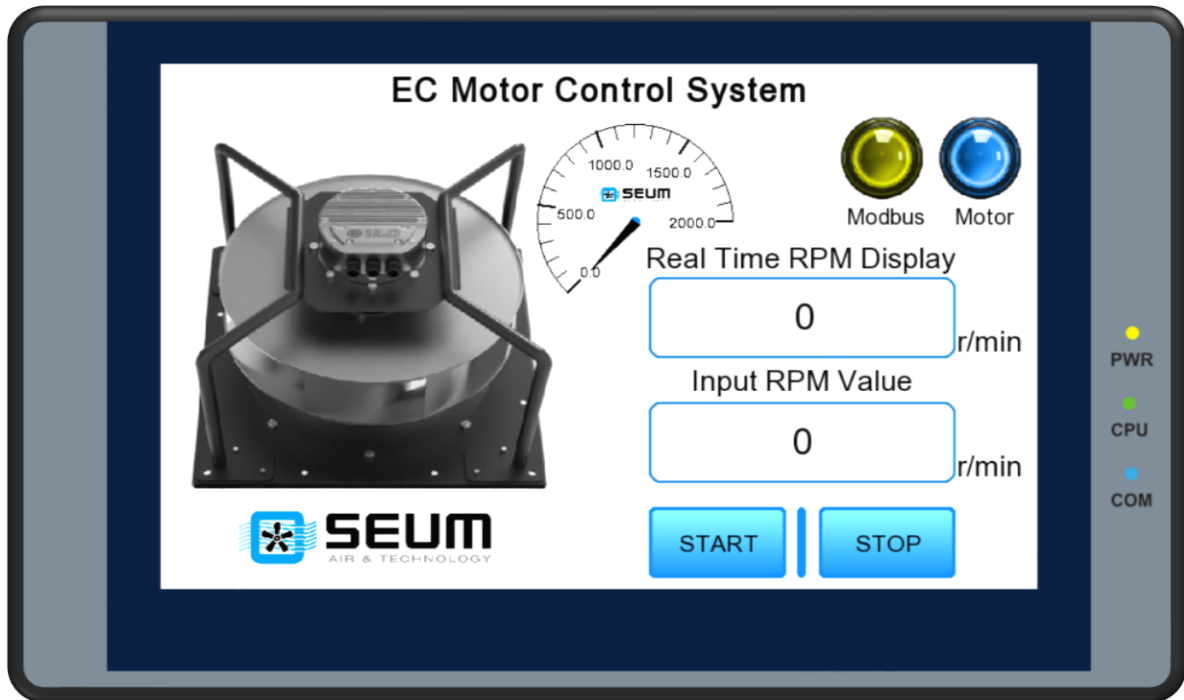 EC Motor Control System
0.0
500.0
1000.0
1500.0
2000.0
SEUM
SEUM
Modbus
Motor
Real Time RPM Display
0
r/min
Input RPM Value
0
r/min
START
STOP
SEUM
AIR & TECHNOLOGY
PWR
CPU
COM